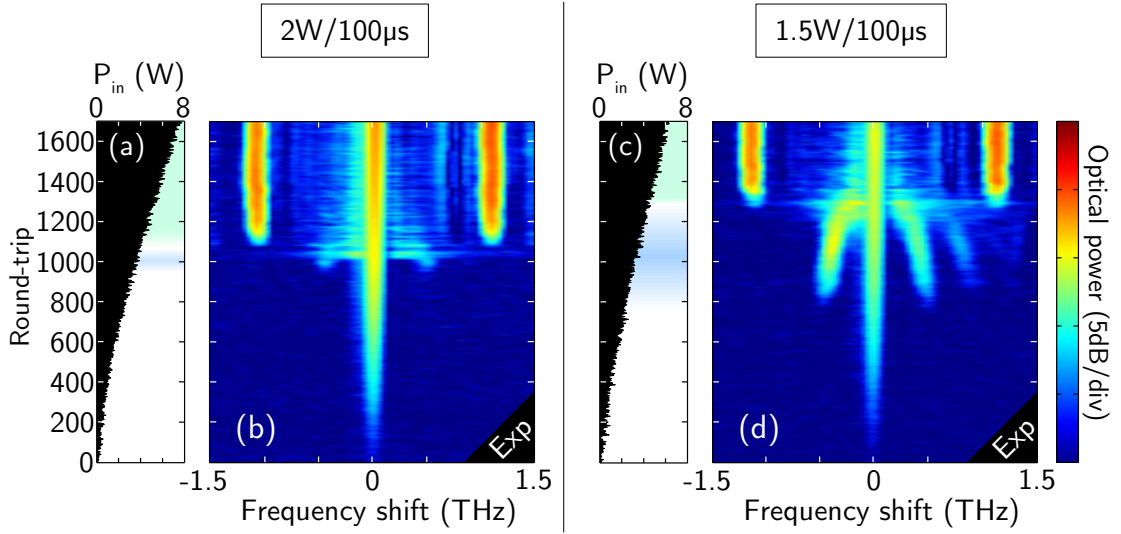 2W/100µs
1.5W/100µs
P_in (W)
0 8
P_in (W)
0 8
Round-trip
1600
1400
1200
1000
800
600
400
200
0
(a)
(b)
Exp
(c)
(d)
Exp
-1.5 0 1.5
Frequency shift (THz)
-1.5 0 1.5
Frequency shift (THz)
Optical power (5dB/div)